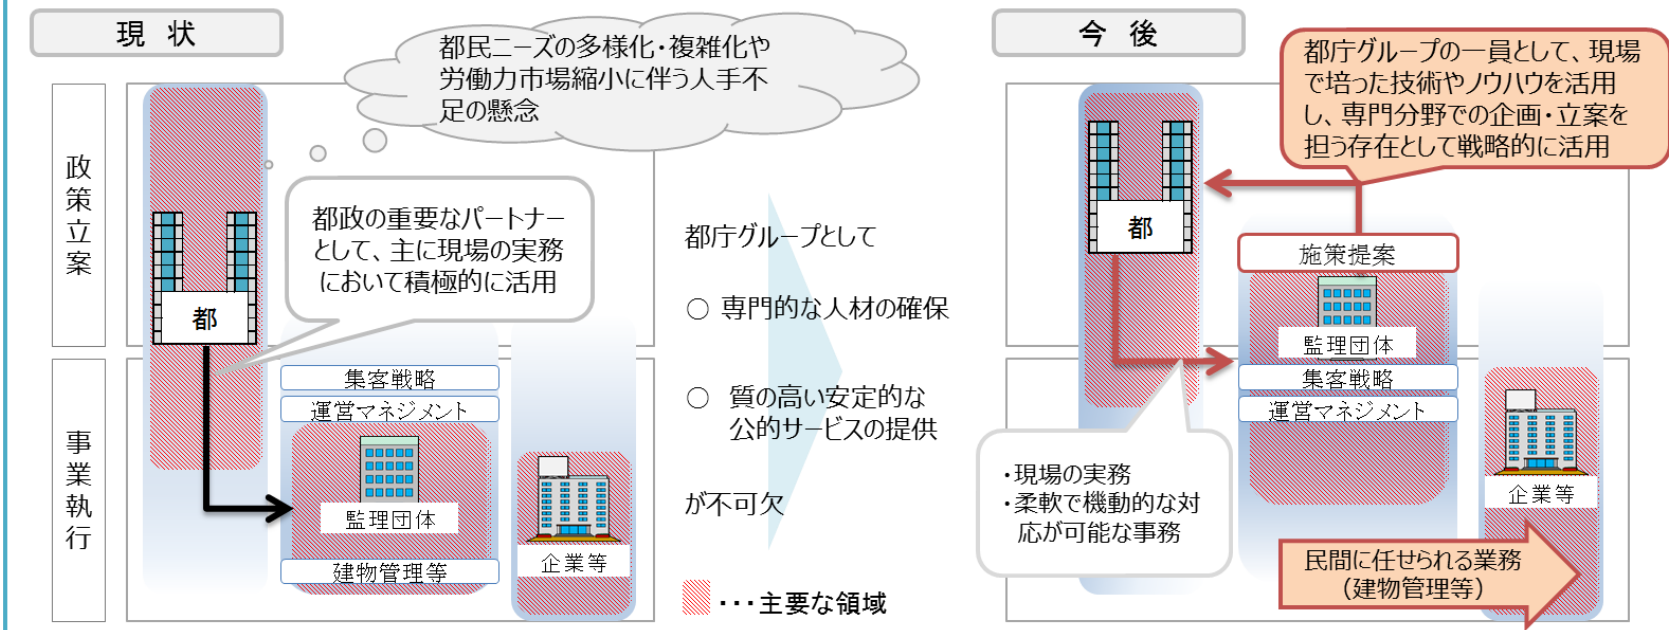 現 状
都民ニーズの多様化・複雑化や
労働力市場縮小に伴う人手不
足の懸念
政策立案
都政の重要なパートナー
として、主に現場の実務
において積極的に活用
都
事業執行
集客戦略
運営マネジメント
監理団体
建物管理等
企業等
都庁グループとして
○ 専門的な人材の確保
○ 質の高い安定的な
公的サービスの提供
が不可欠
・・・主要な領域
今 後
都庁グループの一員として、現場
で培った技術やノウハウを活用
し、専門分野での企画・立案を
担う存在として戦略的に活用
都
施策提案
監理団体
集客戦略
運営マネジメント
・現場の実務
・柔軟で機動的な対
応が可能な事務
企業等
民間に任せられる業務
(建物管理等)